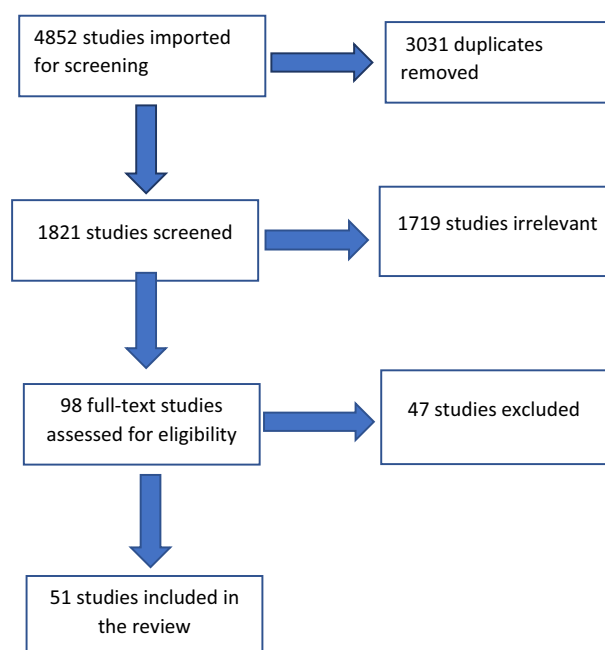 4852 studies imported
for screening
3031 duplicates
removed
1821 studies screened
1719 studies irrelevant
98 full-text studies
assessed for eligibility
47 studies excluded
51 studies included in
the review